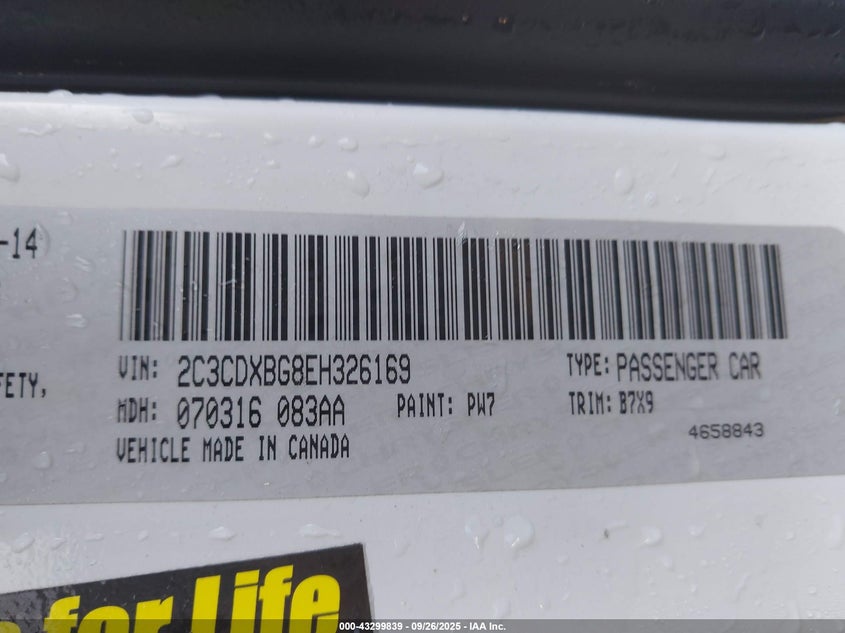 -14
VIN: 2C3CDXBG8EH326169 TYPE: PASSENGER CAR
FETY,
MDH: 070316 083AA PAINT: PW7 TRIM: B7X9
VEHICLE MADE IN CANADA 4658843
for Life
000-43299839 - 09/26/2025 - IAA Inc.